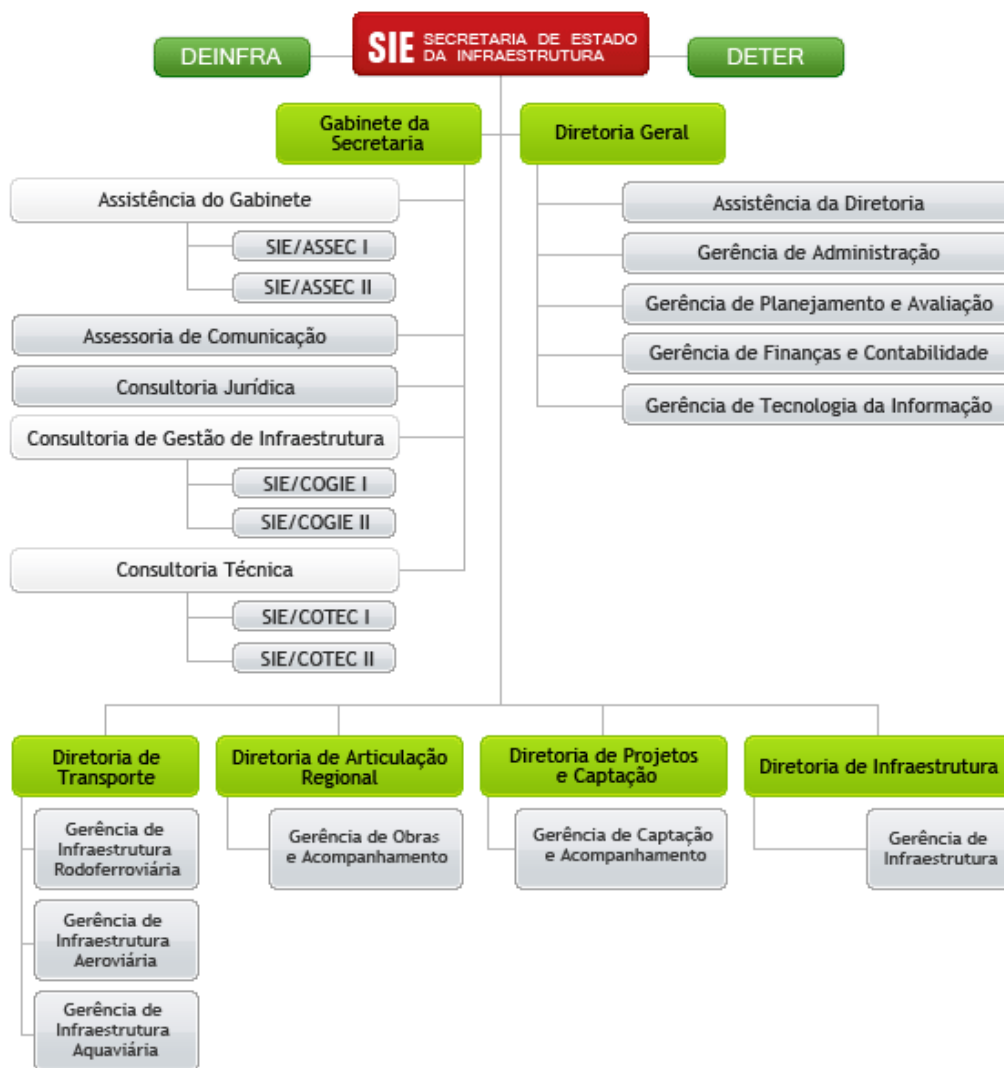 DEINFRA
SIE SECRETARIA DE ESTADO
DA INFRAESTRUTURA
DETER
Gabinete da
Secretaria
Diretoria Geral
Assistência do Gabinete
SIE/ASSEC I
SIE/ASSEC II
Assessoria de Comunicação
Consultoria Jurídica
Consultoria de Gestão de Infraestrutura
SIE/COGIE I
SIE/COGIE II
Consultoria Técnica
SIE/COTEC I
SIE/COTEC II
Assistência da Diretoria
Gerência de Administração
Gerência de Planejamento e Avaliação
Gerência de Finanças e Contabilidade
Gerência de Tecnologia da Informação
Diretoria de
Transporte
Gerência de
Infraestrutura
Rodoferroviária
Gerência de
Infraestrutura
Aeroviária
Gerência de
Infraestrutura
Aquaviária
Diretoria de Articulação
Regional
Gerência de Obras
e Acompanhamento
Diretoria de Projetos
e Captação
Gerência de Captação
e Acompanhamento
Diretoria de Infraestrutura
Gerência de
Infraestrutura